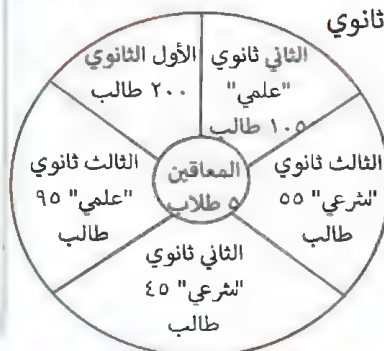 ثانوي
الأول الثانوي
٢٠٠ طالب
الثاني ثانوي
"علمي"
١٠٥ طالب
الثالث ثانوي
"علمي" ٩٥
طالب
المعاقين
٥ طلاب
الثالث ثانوي
"شرعي" ٥٥
طالب
الثاني ثانوي
"شرعي" ٤٥
طالب